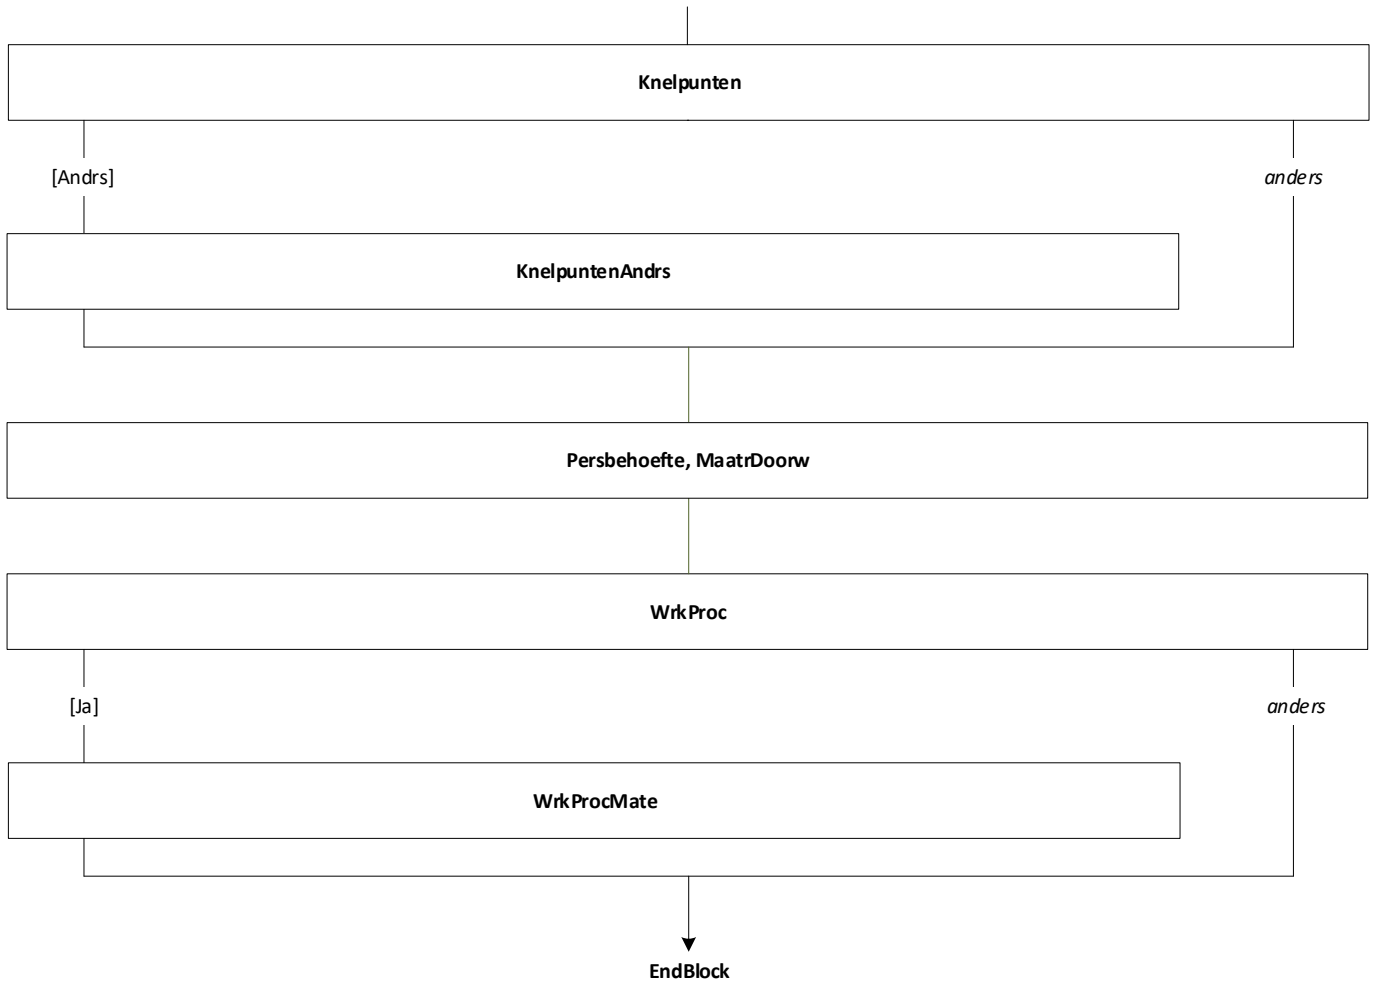 Knelpunten
[Andrs]
anders
KnelpuntenAndrs
Persbehoefte, MaatrDoorw
WrkProc
[Ja]
anders
WrkProcMate
EndBlock